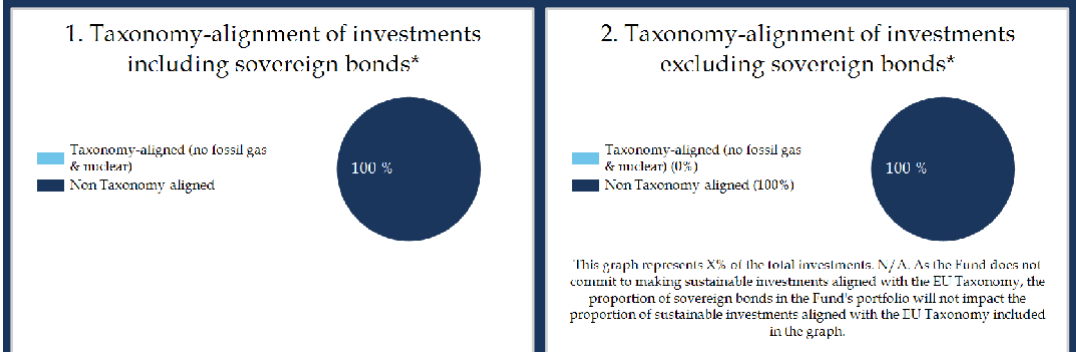 1. Taxonomy-alignment of investments
including sovereign bonds*
Taxonomy-aligned (no fossil gas
& nuclear)
Non Taxonomy aligned
100 %
2. Taxonomy-alignment of investments
excluding sovereign bonds*
Taxonomy-aligned (no fossil gas
& nuclear) (0%)
Non Taxonomy aligned (100%)
100 %
This graph represents X% of the total investments. N/A. As the Fund does not
commit to making sustainable investments aligned with the EU Taxonomy, the
proportion of sovereign bonds in the Fund's portfolio will not impact the
proportion of sustainable investments aligned with the EU Taxonomy included
in the graph.